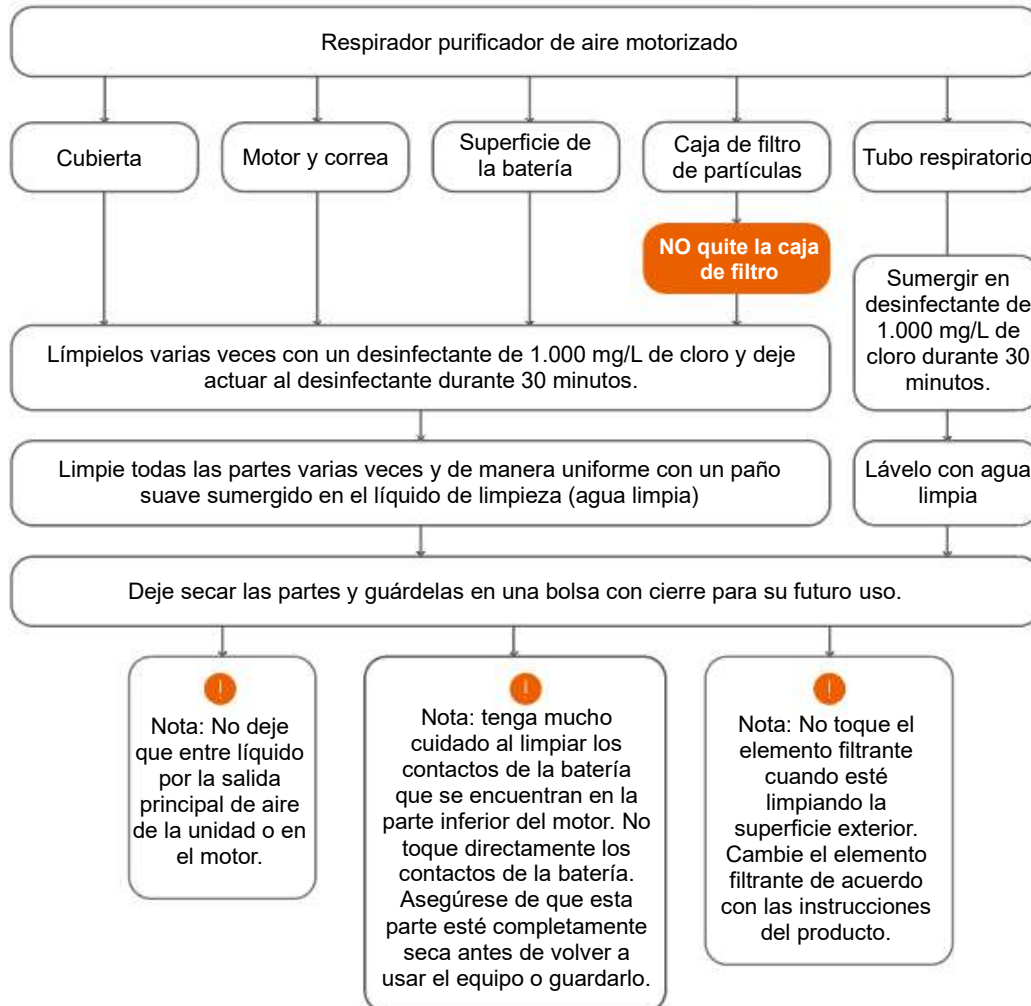 Respirador purificador de aire motorizado
Cubierta
Motor y correa
Superficie de
la batería
Caja de filtro
de partículas
Tubo respiratorio
NO quite la caja
de filtro
Sumergir en
desinfectante de
1.000 mg/L de
cloro durante 30
minutos.
Límpielos varias veces con un desinfectante de 1.000 mg/L de cloro y deje
actuar al desinfectante durante 30 minutos.
Limpie todas las partes varias veces y de manera uniforme con un paño
suave sumergido en el líquido de limpieza (agua limpia)
Lávelo con agua
limpia
Deje secar las partes y guárdelas en una bolsa con cierre para su futuro uso.
!
Nota: No deje
que entre líquido
por la salida
principal de aire
de la unidad o en
el motor.
!
Nota: tenga mucho
cuidado al limpiar los
contactos de la batería
que se encuentran en la
parte inferior del motor. No
toque directamente los
contactos de la batería.
Asegúrese de que esta
parte esté completamente
seca antes de volver a
usar el equipo o guardarlo.
!
Nota: No toque el
elemento filtrante
cuando esté
limpiando la
superficie exterior.
Cambie el elemento
filtrante de acuerdo
con las instrucciones
del producto.